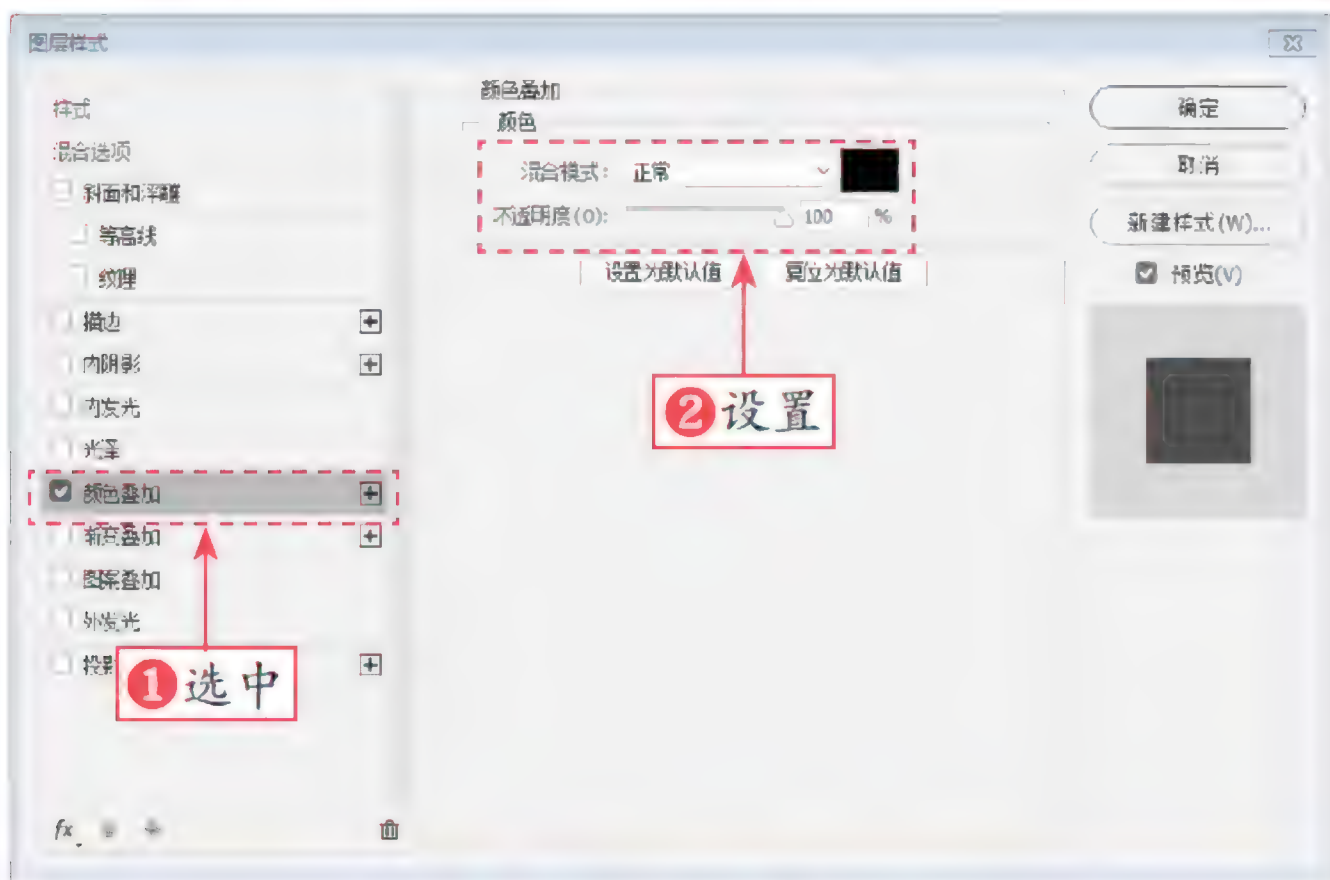 图层样式
样式
混合选项
斜面和浮雕
等高线
纹理
描边
内阴影
内发光
光泽
颜色叠加
渐变叠加
图案叠加
外发光
投影
1选中
fx
颜色叠加
颜色
混合模式: 正常
不透明度(O): 100 %
设置为默认值 复位为默认值
2设置
确定
取消
新建样式(W)...
预览(V)